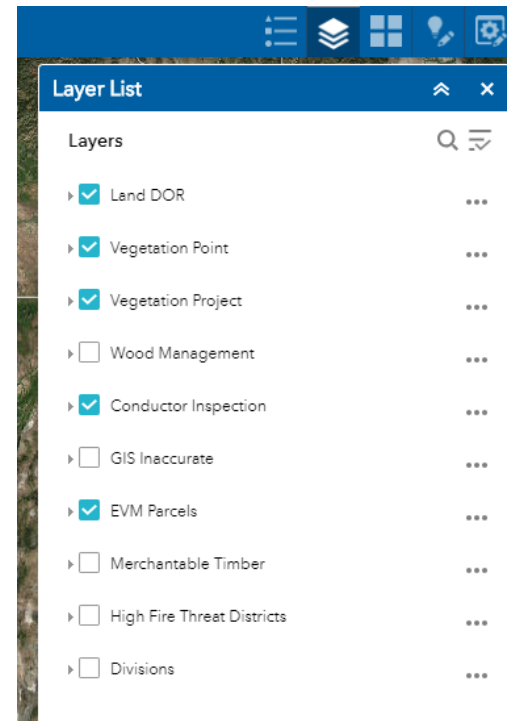 Layer List
Layers
Land DOR
Vegetation Point
Vegetation Project
Wood Management
Conductor Inspection
GIS Inaccurate
EVM Parcels
Merchantable Timber
High Fire Threat Districts
Divisions